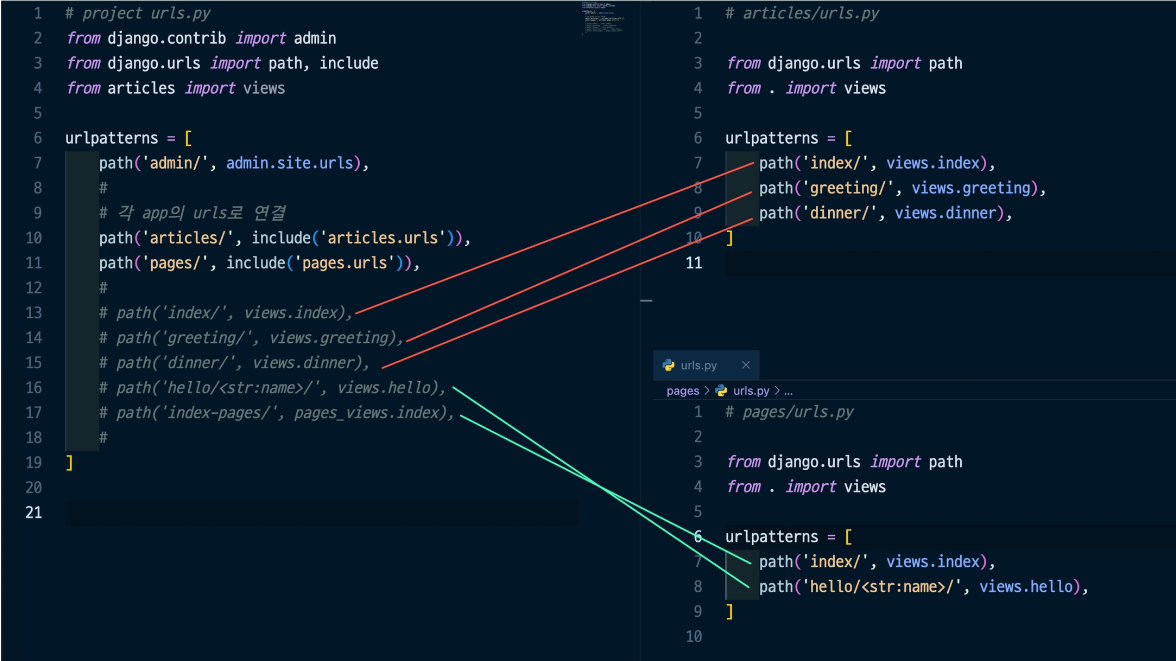 1 # project urls.py
2 from django.contrib import admin
3 from django.urls import path, include
4 from articles import views
5
6 urlpatterns = [
7     path('admin/', admin.site.urls),
8     #
9     # 각 app의 urls로 연결
10     path('articles/', include('articles.urls')),
11     path('pages/', include('pages.urls')),
12     #
13     # path('index/', views.index),
14     # path('greeting/', views.greeting),
15     # path('dinner/', views.dinner),
16     # path('hello/<str:name>/', views.hello),
17     # path('index-pages/', pages_views.index),
18     #
19 ]
20
21
1 # articles/urls.py
2
3 from django.urls import path
4 from . import views
5
6 urlpatterns = [
7     path('index/', views.index),
8     path('greeting/', views.greeting),
9     path('dinner/', views.dinner),
10 ]
11
urls.py ×
pages > urls.py > ...
1 # pages/urls.py
2
3 from django.urls import path
4 from . import views
5
6 urlpatterns = [
7     path('index/', views.index),
8     path('hello/<str:name>/', views.hello),
9 ]
10